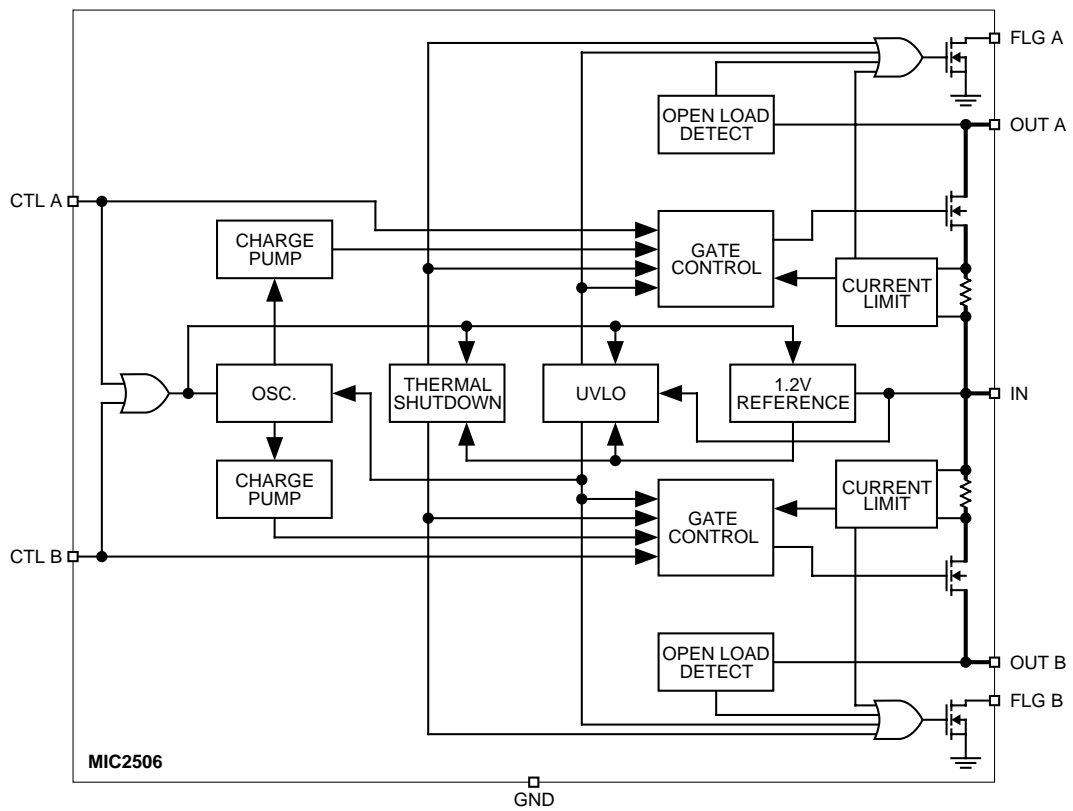 FLG A
OPEN LOAD
DETECT
OUT A
CTL A
CHARGE
PUMP
GATE
CONTROL
CURRENT
LIMIT
OSC.
THERMAL
SHUTDOWN
UVLO
1.2V
REFERENCE
IN
CHARGE
PUMP
CURRENT
LIMIT
GATE
CONTROL
CTL B
OPEN LOAD
DETECT
OUT B
FLG B
MIC2506
GND